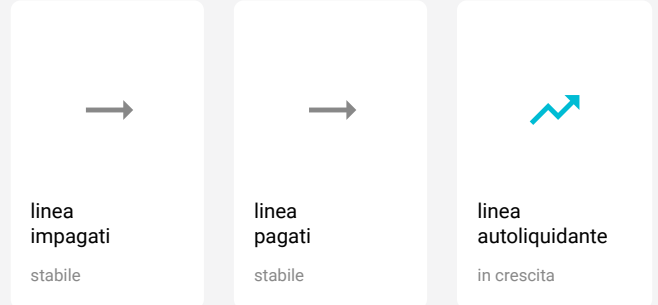 linea
impagati
stabile
linea
pagati
stabile
linea
autoliquidante
in crescita